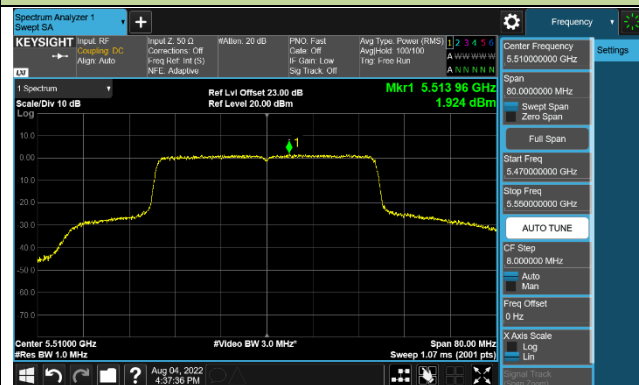 Spectrum Analyzer 1
Swept SA
Frequency
KEYSIGHT
Input: RF
Coupling: DC
Align: Auto
Input Z: 50 Ω
Corrections: Off
Freq Ref: Int (S)
NFE: Adaptive
#Atten: 20 dB
PNO: Fast
Gate: Off
IF Gain: Low
Sig Track: Off
Avg Type: Power (RMS)
Avg|Hold: 100/100
Trig: Free Run
1 2 3 4 5 6
A W W W W W
A N N N N N
LXI
1 Spectrum
Scale/Div 10 dB
Log
Ref Lvl Offset 23.00 dB
Ref Level 20.00 dBm
Mkr1 5.513 96 GHz
1.924 dBm
1
10.0
0.00
-10.0
-20.0
-30.0
-40.0
-50.0
-60.0
-70.0
Center 5.51000 GHz
#Res BW 1.0 MHz
#Video BW 3.0 MHz*
Span 80.00 MHz
Sweep 1.07 ms (2001 pts)
Center Frequency
5.510000000 GHz
Settings
Span
80.0000000 MHz
Swept Span
Zero Span
Full Span
Start Freq
5.470000000 GHz
Stop Freq
5.550000000 GHz
AUTO TUNE
CF Step
8.000000 MHz
Auto
Man
Freq Offset
0 Hz
X Axis Scale
Log
Lin
Signal Track
(Span Zoom)
?
Aug 04, 2022
4:37:36 PM